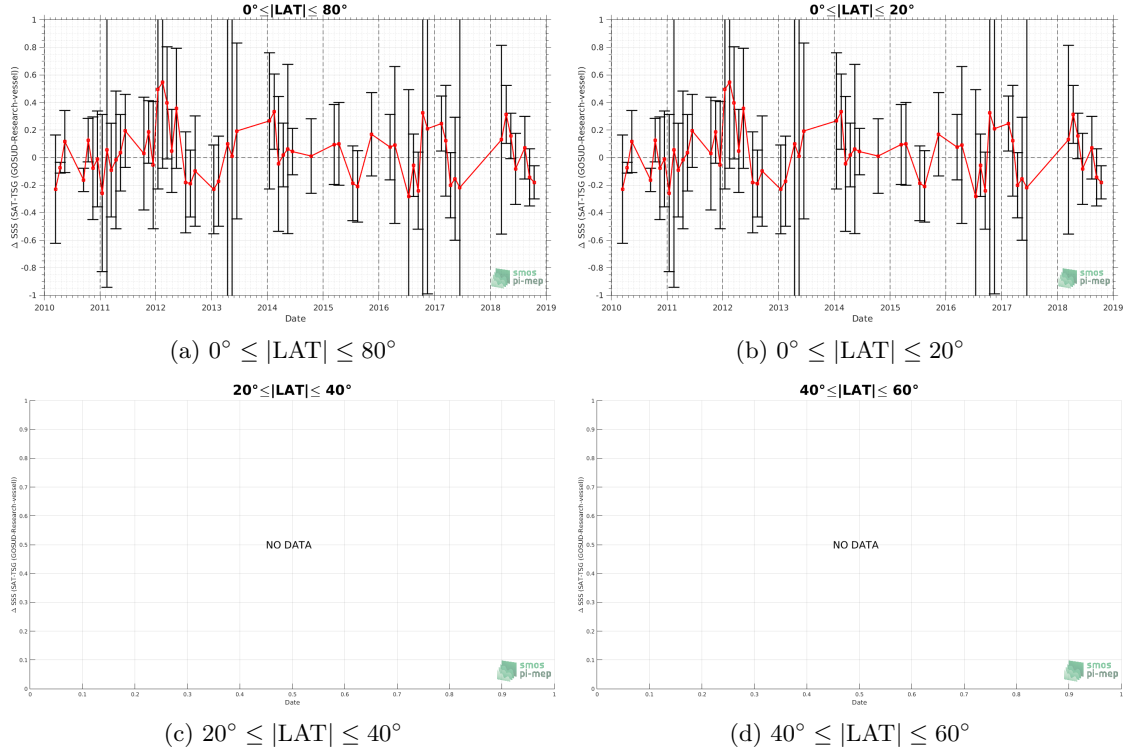 0°≤|LAT|≤ 80°
Δ SSS (SAT-TSG (GOSUD-Research-vessel))
1
0.8
0.6
0.4
0.2
0
-0.2
-0.4
-0.6
-0.8
-1
2010 2011 2012 2013 2014 2015 2016 2017 2018 2019
Date
smos
pi-mep
(a) 0° ≤ |LAT| ≤ 80°
0°≤|LAT|≤ 20°
Δ SSS (SAT-TSG (GOSUD-Research-vessel))
1
0.8
0.6
0.4
0.2
0
-0.2
-0.4
-0.6
-0.8
-1
2010 2011 2012 2013 2014 2015 2016 2017 2018 2019
Date
smos
pi-mep
(b) 0° ≤ |LAT| ≤ 20°
20°≤|LAT|≤ 40°
Δ SSS (SAT-TSG (GOSUD-Research-vessel))
1
0.9
0.8
0.7
0.6
0.5
0.4
0.3
0.2
0.1
0
NO DATA
0 0.1 0.2 0.3 0.4 0.5 0.6 0.7 0.8 0.9 1
Date
smos
pi-mep
(c) 20° ≤ |LAT| ≤ 40°
40°≤|LAT|≤ 60°
Δ SSS (SAT-TSG (GOSUD-Research-vessel))
1
0.9
0.8
0.7
0.6
0.5
0.4
0.3
0.2
0.1
0
NO DATA
0 0.1 0.2 0.3 0.4 0.5 0.6 0.7 0.8 0.9 1
Date
smos
pi-mep
(d) 40° ≤ |LAT| ≤ 60°